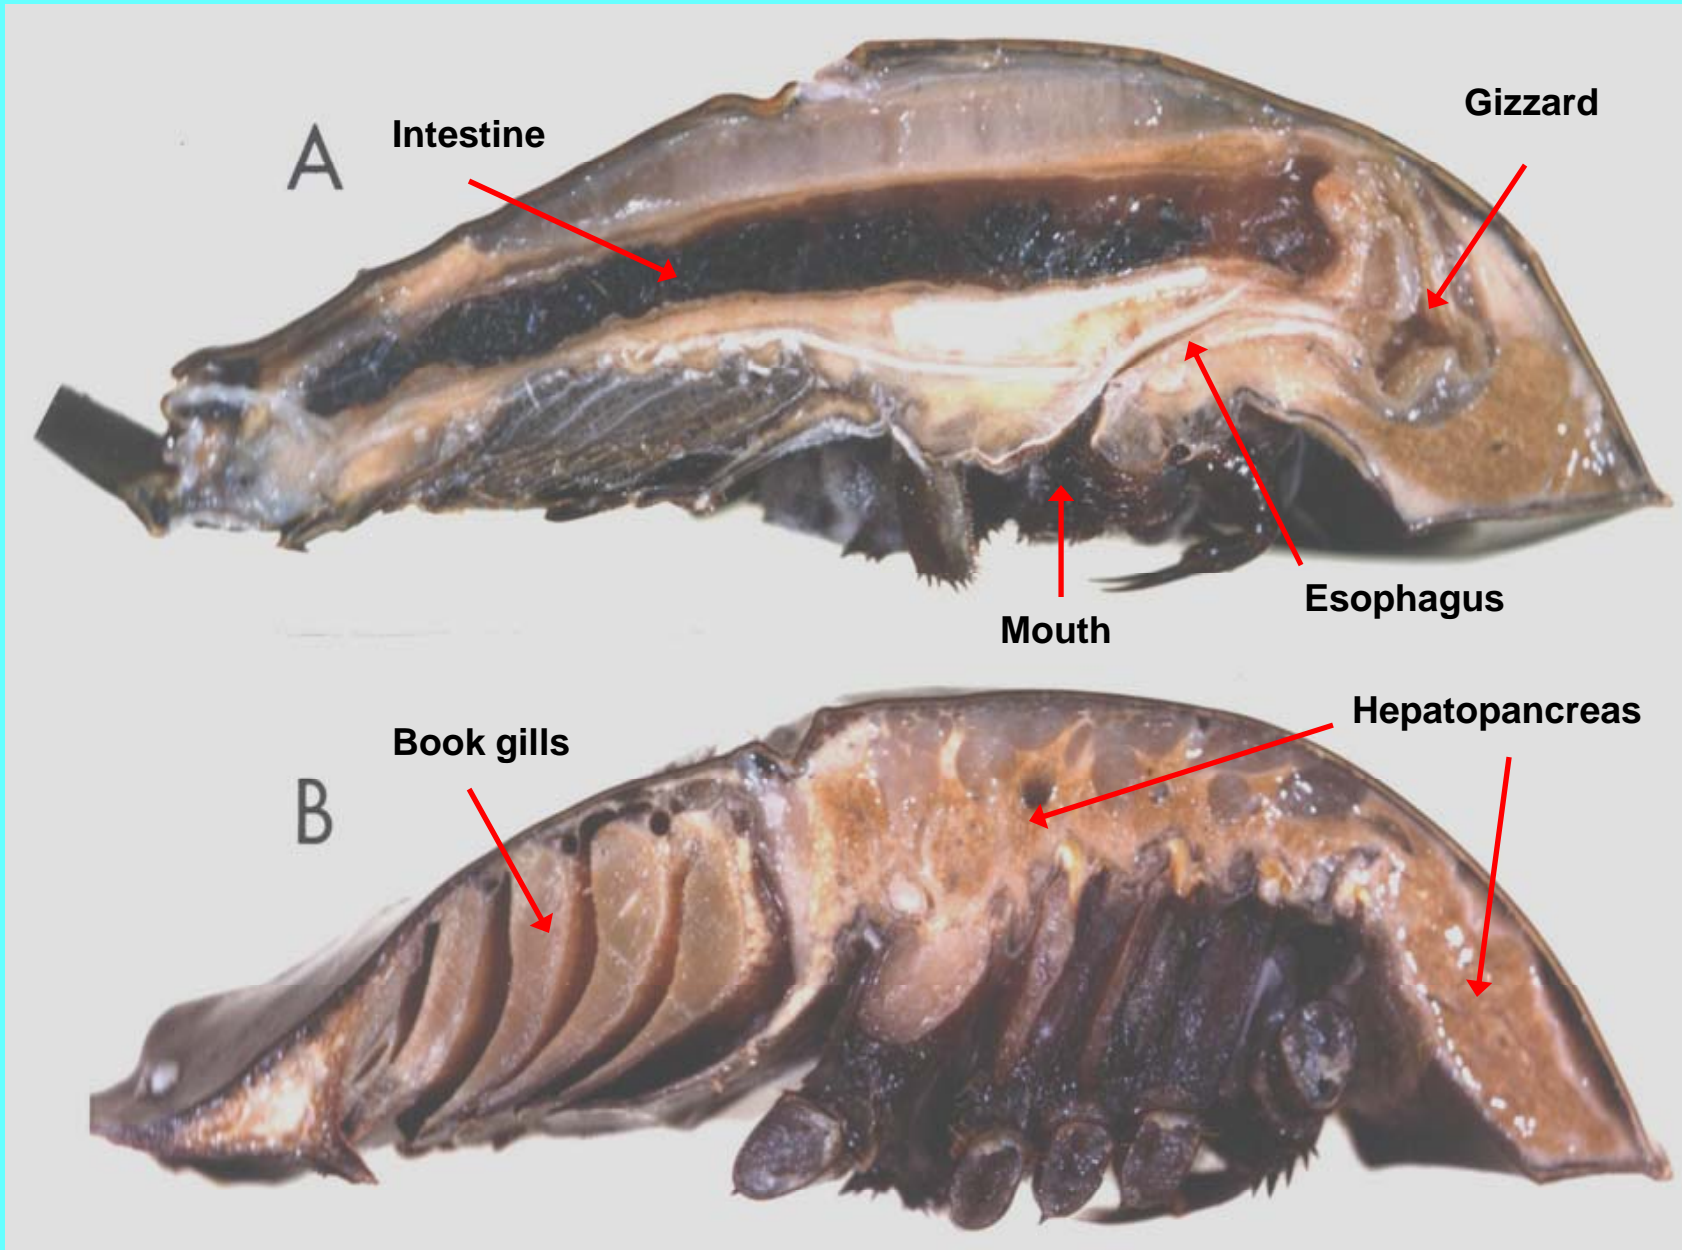 A
Intestine
Gizzard
Esophagus
Mouth
Hepatopancreas
Book gills
B